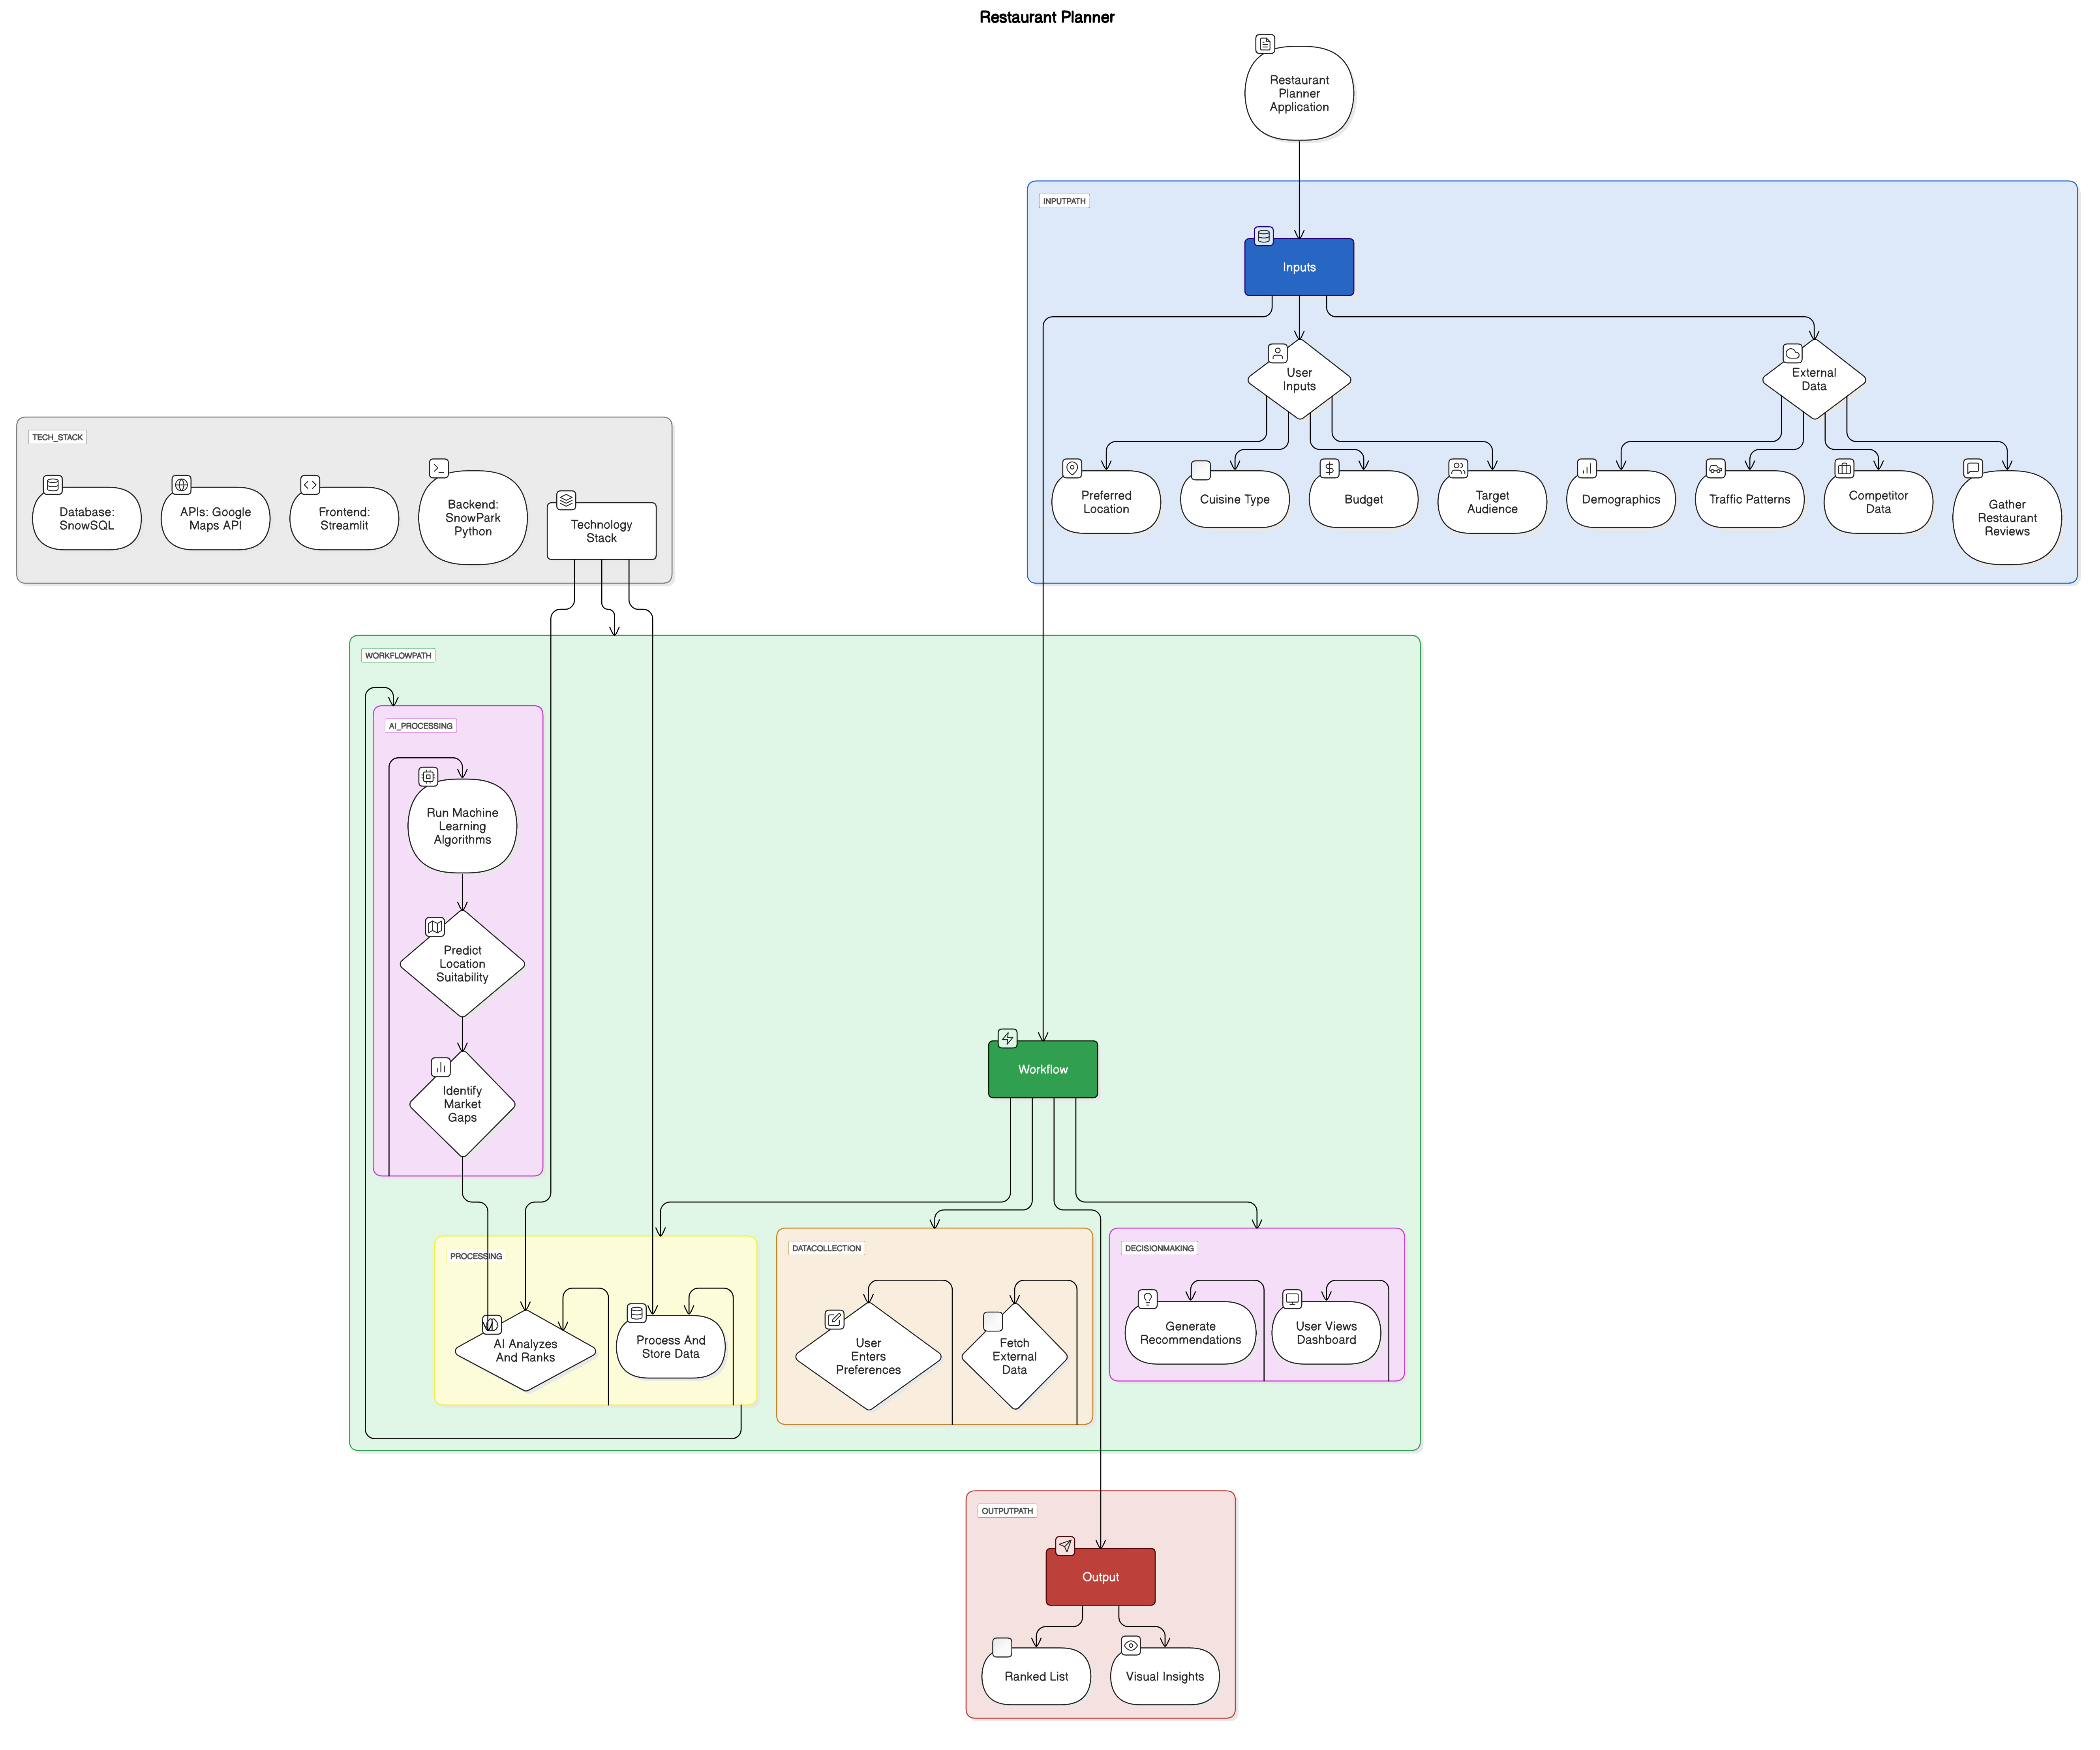 Restaurant Planner
Restaurant
Planner
Application
INPUTPATH
Inputs
User
Inputs
External
Data
Preferred
Location
Cuisine Type
Budget
Target
Audience
Demographics
Traffic Patterns
Competitor
Data
Gather
Restaurant
Reviews
TECH_STACK
Database:
SnowSQL
APIs: Google
Maps API
Frontend:
Streamlit
Backend:
SnowPark
Python
Technology
Stack
WORKFLOWPATH
AI_PROCESSING
Run Machine
Learning
Algorithms
Predict
Location
Suitability
Identify
Market
Gaps
Workflow
PROCESSING
AI Analyzes
And Ranks
Process And
Store Data
DATACOLLECTION
User
Enters
Preferences
Fetch
External
Data
DECISIONMAKING
Generate
Recommendations
User Views
Dashboard
OUTPUTPATH
Output
Ranked List
Visual Insights